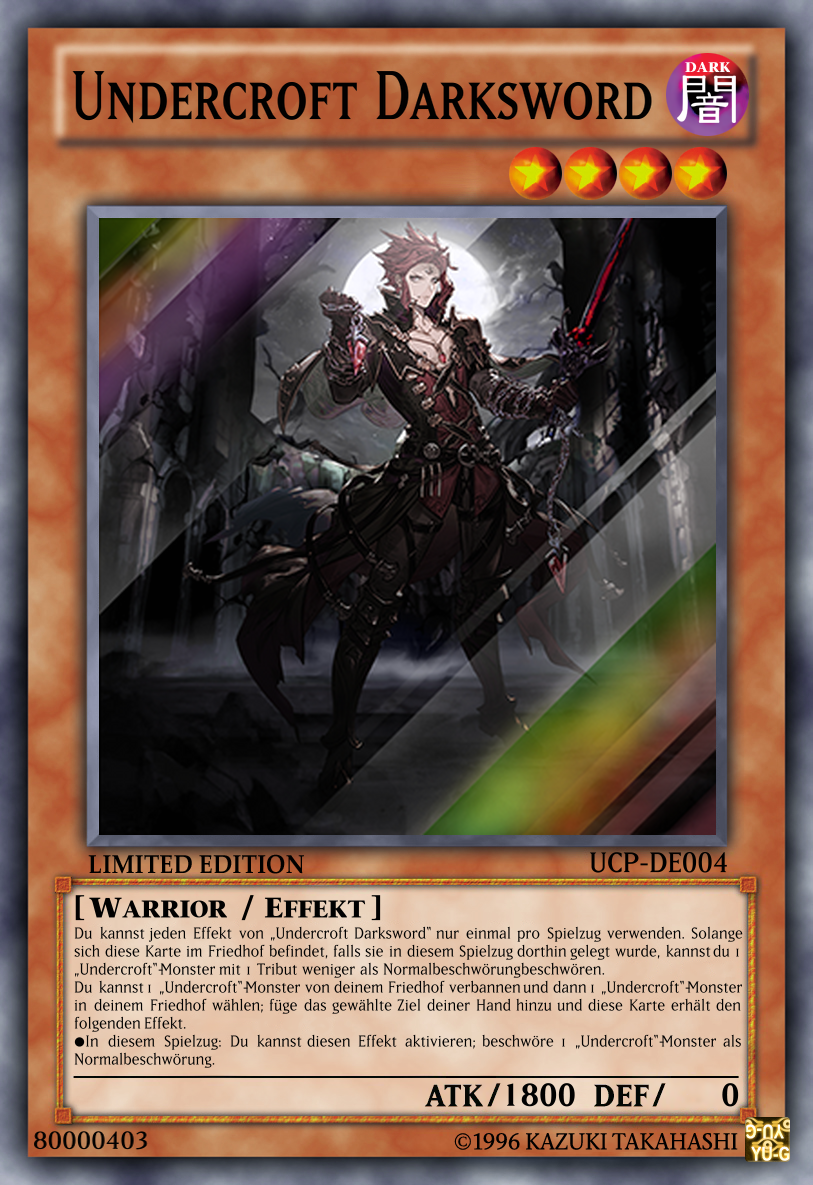 Undercroft Darksword
DARK
闇
LIMITED EDITION
UCP-DE004
[ Warrior / Effekt ]
Du kannst jeden Effekt von „Undercroft Darksword" nur einmal pro Spielzug verwenden. Solange
sich diese Karte im Friedhof befindet, falls sie in diesem Spielzug dorthin gelegt wurde, kannst du 1
„Undercroft"-Monster mit 1 Tribut weniger als Normalbeschwörungbeschwören.
Du kannst 1 „Undercroft"-Monster von deinem Friedhof verbannen und dann 1 „Undercroft"-Monster
in deinem Friedhof wählen; füge das gewählte Ziel deiner Hand hinzu und diese Karte erhält den
folgenden Effekt.
●In diesem Spielzug: Du kannst diesen Effekt aktivieren; beschwöre 1 „Undercroft"-Monster als
Normalbeschwörung.
ATK/1800 DEF/ 0
80000403
©1996 KAZUKI TAKAHASHI